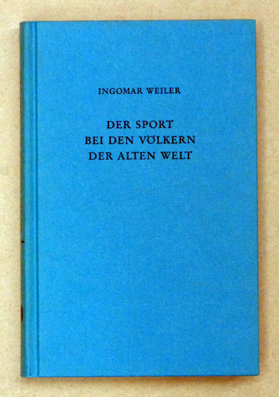 INGOMAR WEILER
DER SPORT
BEI DEN VÖLKERN
DER ALTEN WELT